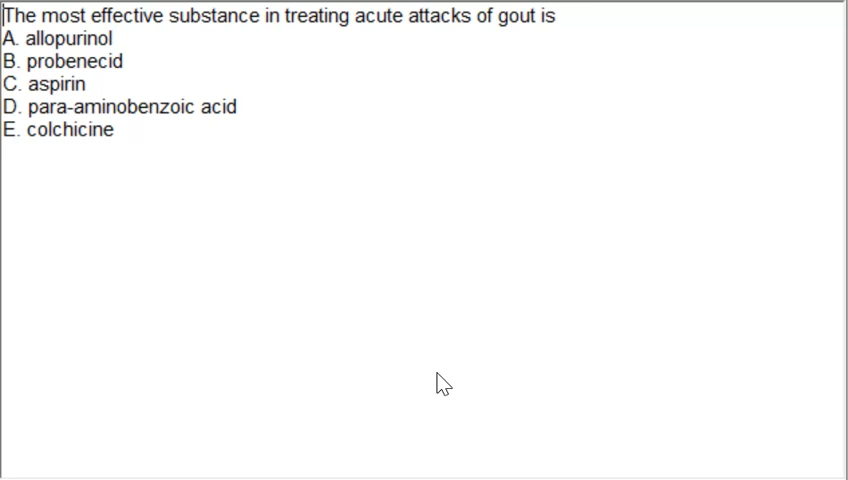 The most effective substance in treating acute attacks of gout is
A. allopurinol
B. probenecid
C. aspirin
D. para-aminobenzoic acid
E. colchicine